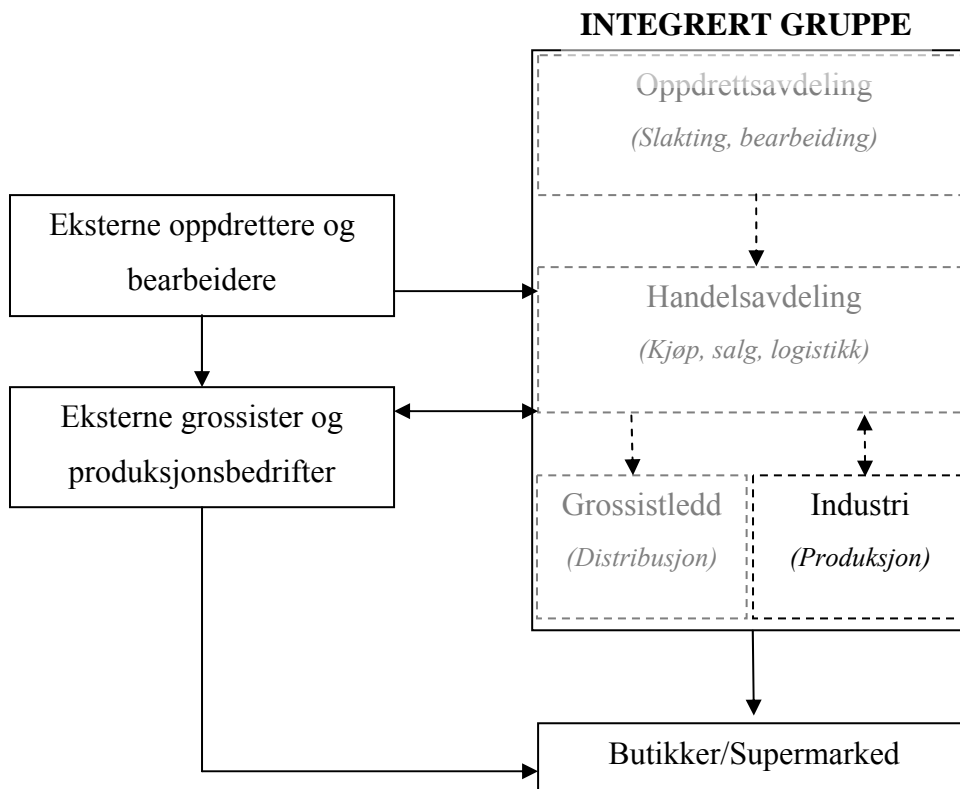 INTEGRERT GRUPPE
Oppdrettsavdeling
(Slakting, bearbeiding)
Eksterne oppdrettere og
bearbeidere
Handelsavdeling
(Kjøp, salg, logistikk)
Eksterne grossister og
produksjonsbedrifter
Grossistledd
(Distribusjon)
Industri
(Produksjon)
Butikker/Supermarked